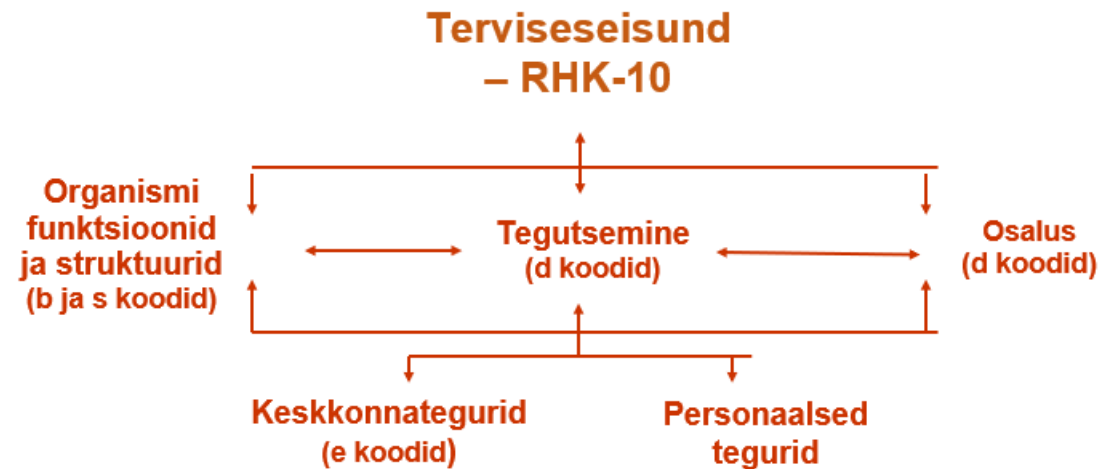 Terviseseisund
– RHK-10
Organismi
funktsioonid
ja struktuurid
(b ja s koodid)
Tegutsemine
(d koodid)
Osalus
(d koodid)
Keskkonnategurid
(e koodid)
Personaalsed
tegurid